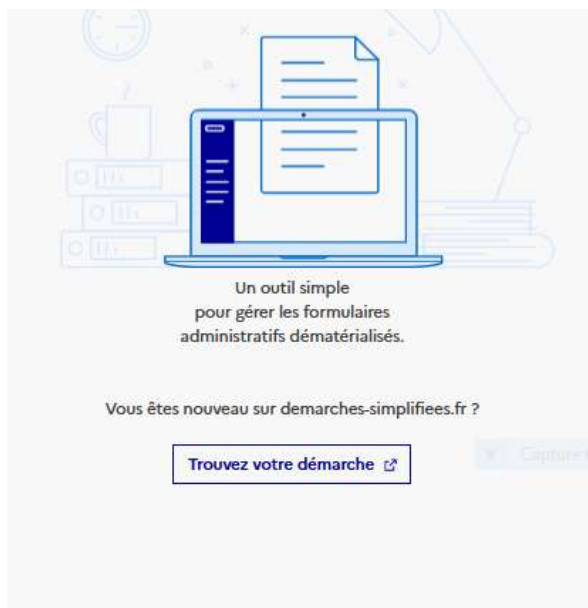 Un outil simple
pour gérer les formulaires
administratifs dématérialisés.
Vous êtes nouveau sur demarches-simplifiees.fr ?
Trouvez votre démarche
Capture